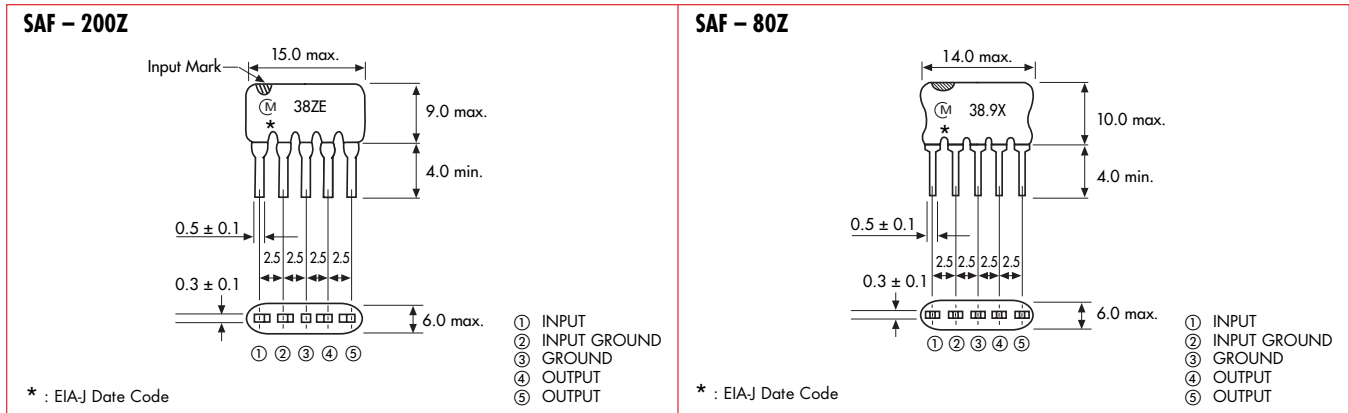 SAF – 200Z
15.0 max.
Input Mark
M 38ZE
*
9.0 max.
4.0 min.
0.5 ± 0.1
2.5 2.5 2.5 2.5
0.3 ± 0.1
6.0 max.
① ② ③ ④ ⑤
① INPUT
② INPUT GROUND
③ GROUND
④ OUTPUT
⑤ OUTPUT
* : EIA-J Date Code
SAF – 80Z
14.0 max.
M 38.9X
*
10.0 max.
4.0 min.
0.5 ± 0.1
2.5 2.5 2.5 2.5
0.3 ± 0.1
6.0 max.
① ② ③ ④ ⑤
① INPUT
② INPUT GROUND
③ GROUND
④ OUTPUT
⑤ OUTPUT
* : EIA-J Date Code